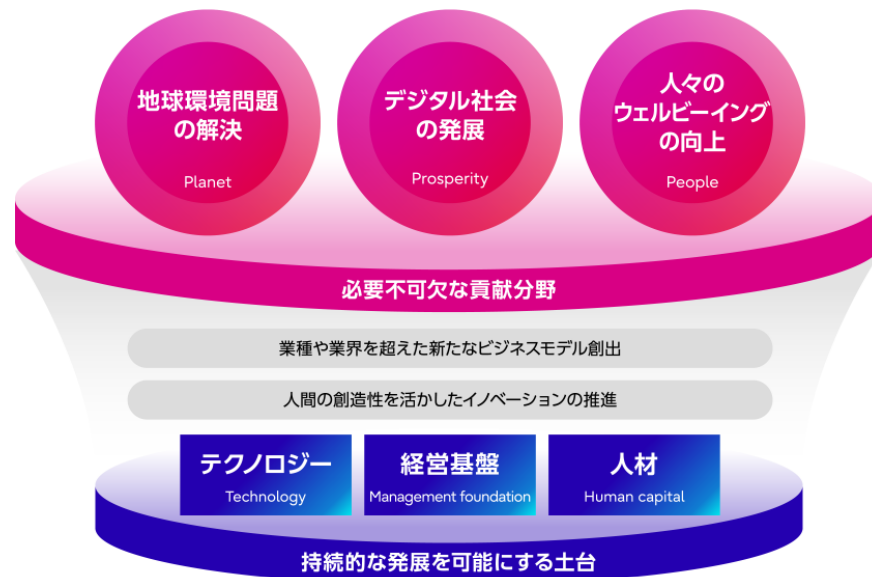 地球環境問題
の解決
Planet
デジタル社会
の発展
Prosperity
人々の
ウェルビーイング
の向上
People
必要不可欠な貢献分野
業種や業界を超えた新たなビジネスモデル創出
人間の創造性を活かしたイノベーションの推進
テクノロジー
Technology
経営基盤
Management foundation
人材
Human capital
持続的な発展を可能にする土台